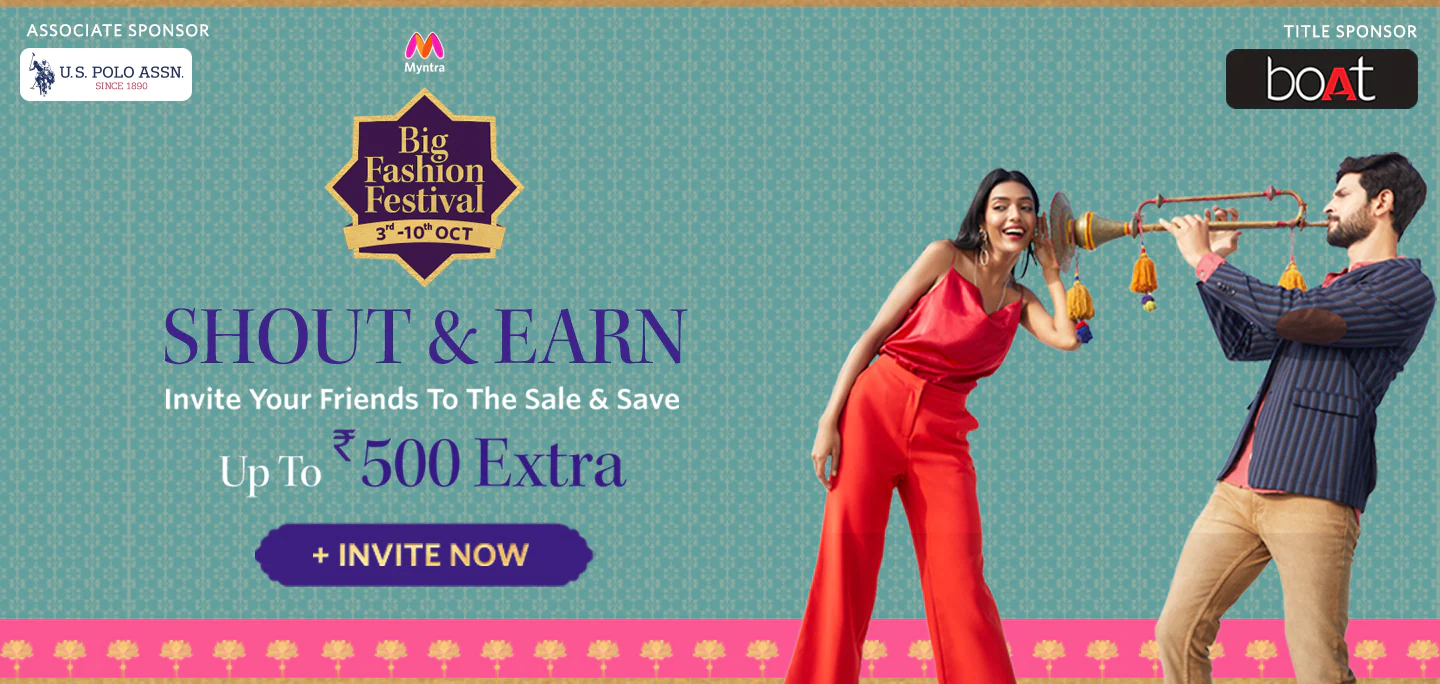 ASSOCIATE SPONSOR
U.S. POLO ASSN.
SINCE 1890
Myntra
TITLE SPONSOR
boAt
Big
Fashion
Festival
3rd -10th OCT
SHOUT & EARN
Invite Your Friends To The Sale & Save
Up To ₹500 Extra
+ INVITE NOW